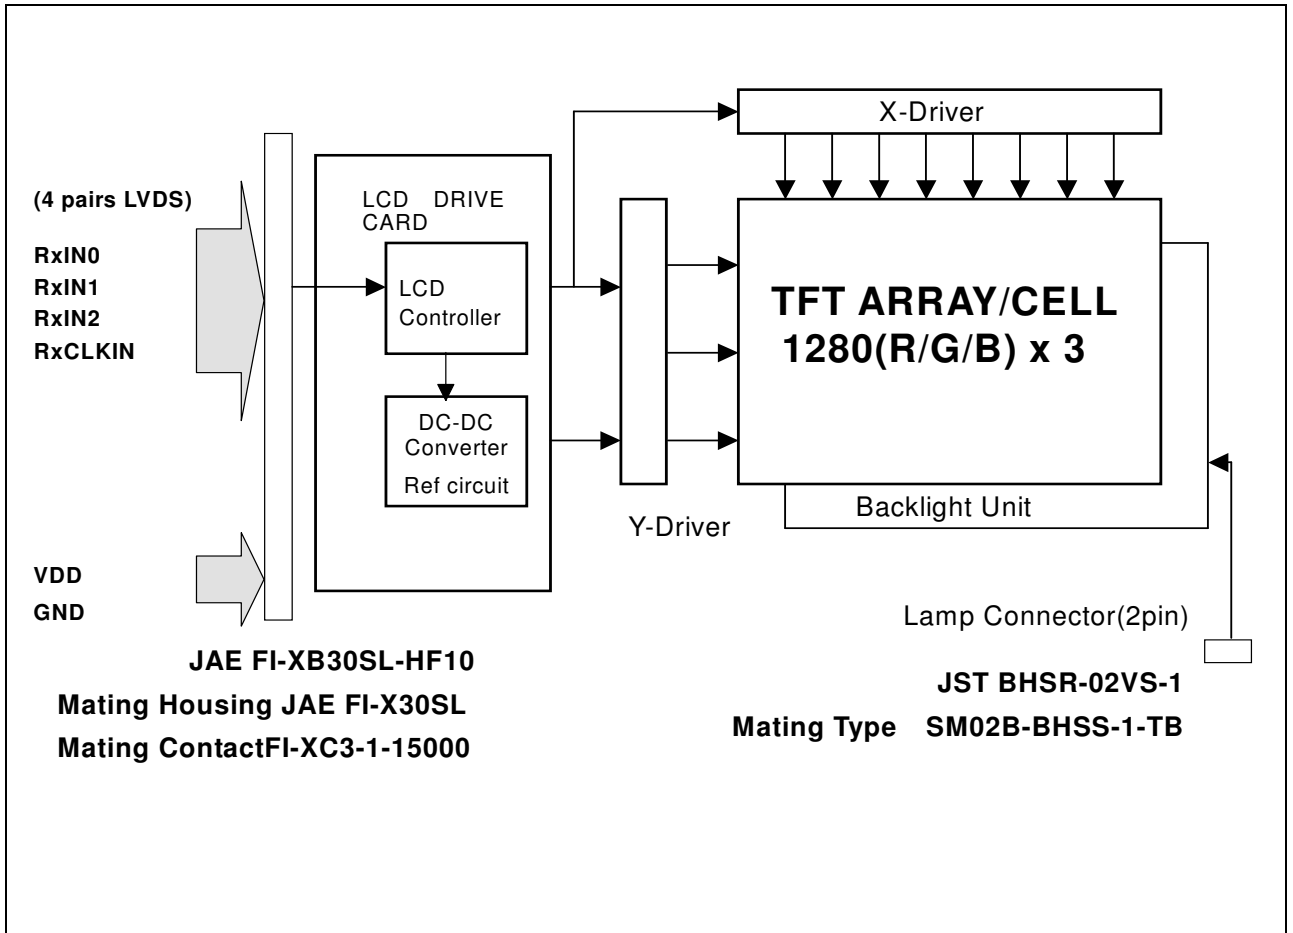 X-Driver
(4 pairs LVDS)
RxIN0
RxIN1
RxIN2
RxCLKIN
LCD DRIVE
CARD
LCD
Controller
DC-DC
Converter
Ref circuit
TFT ARRAY/CELL
1280(R/G/B) x 3
Y-Driver
Backlight Unit
VDD
GND
JAE FI-XB30SL-HF10
Mating Housing JAE FI-X30SL
Mating ContactFI-XC3-1-15000
Lamp Connector(2pin)
JST BHSR-02VS-1
Mating Type SM02B-BHSS-1-TB